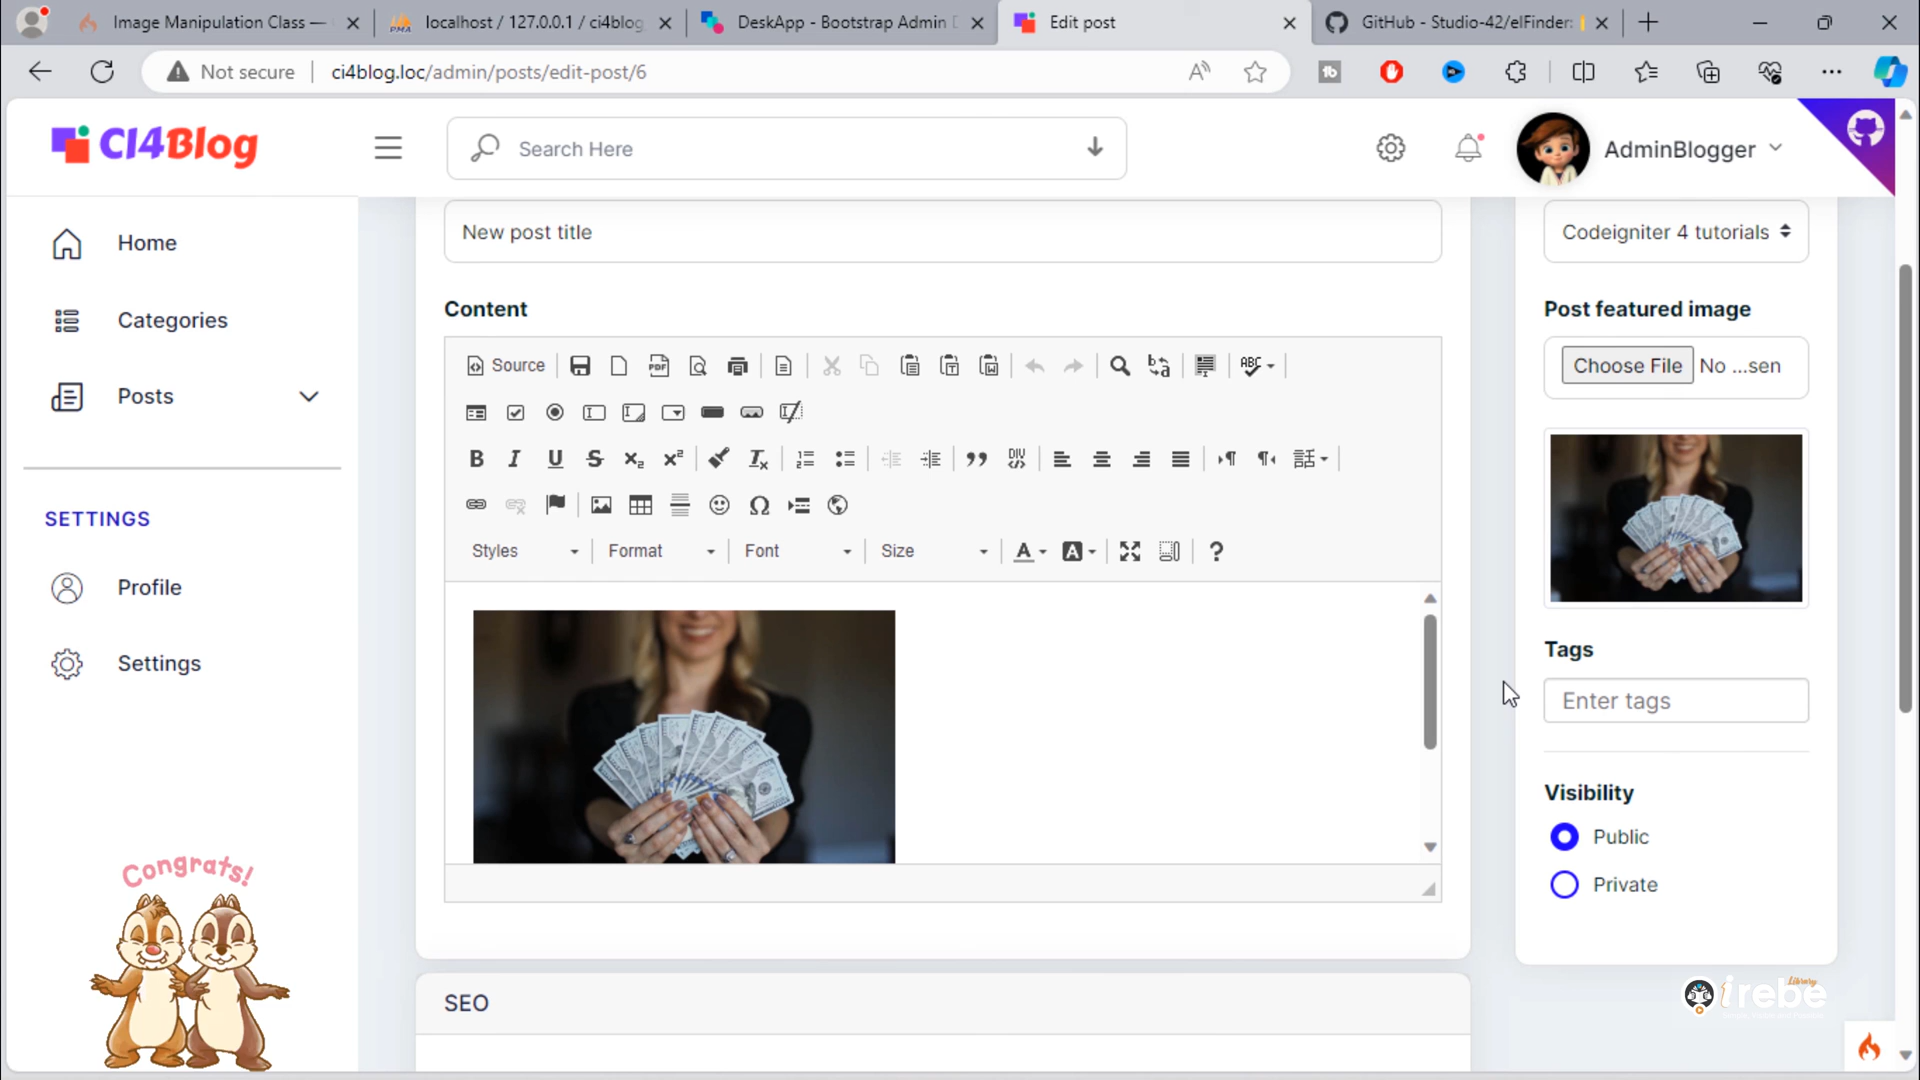 Image Manipulation Class —
localhost / 127.0.0.1 / ci4blog
DeskApp - Bootstrap Admin D
Edit post
GitHub - Studio-42/elFinder:
Not secure
ci4blog.loc/admin/posts/edit-post/6
CI4Blog
Search Here
AdminBlogger
Home
Categories
Posts
SETTINGS
Profile
Settings
Congrats!
New post title
Content
Source
Styles
Format
Font
Size
SEO
Codeigniter 4 tutorials
Post featured image
Choose File No ...sen
Tags
Enter tags
Visibility
Public
Private
irebe
Library